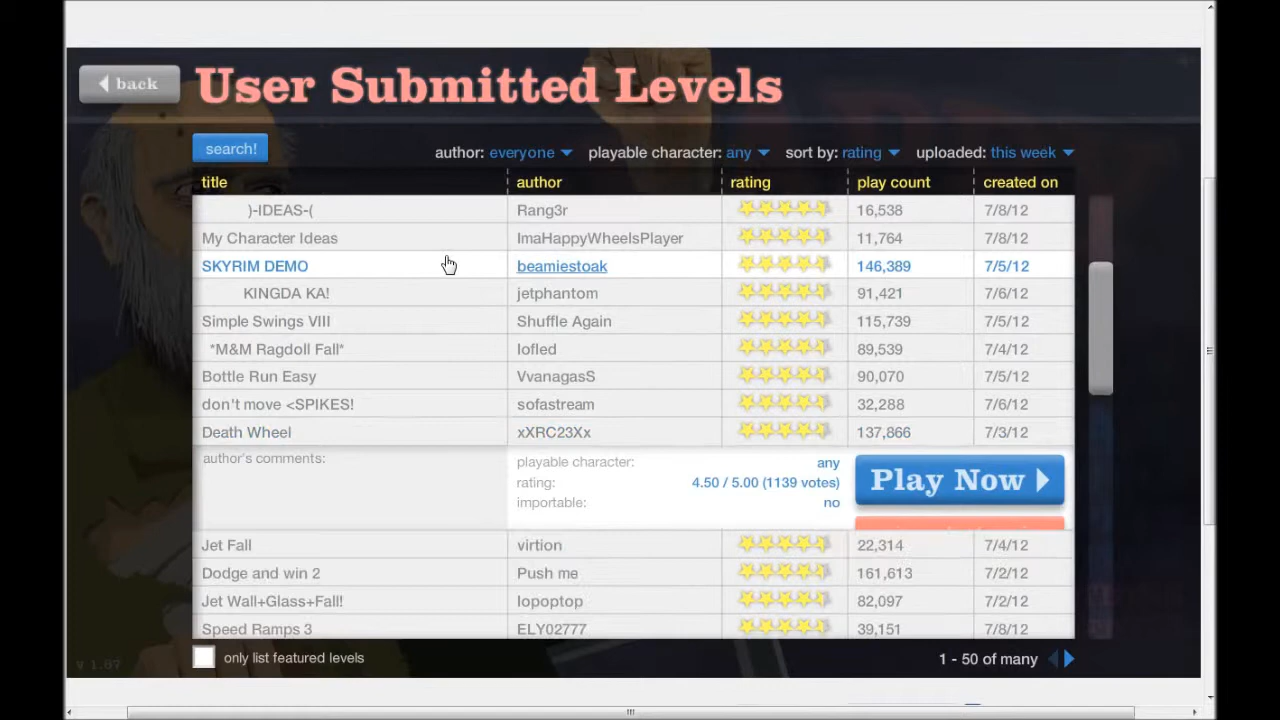 back
User Submitted Levels
search!
author: everyone playable character: any sort by: rating uploaded: this week
title author rating play count created on
)-IDEAS-( Rang3r 16,538 7/8/12
My Character Ideas ImaHappyWheelsPlayer 11,764 7/8/12
SKYRIM DEMO beamiestoak 146,389 7/5/12
KINGDA KA! jetphantom 91,421 7/6/12
Simple Swings VIII Shuffle Again 115,739 7/5/12
*M&M Ragdoll Fall* lofled 89,539 7/4/12
Bottle Run Easy VvanagasS 90,070 7/5/12
don't move <SPIKES! sofastream 32,288 7/6/12
Death Wheel xXRC23Xx 137,866 7/3/12
author's comments: playable character: any
rating: 4.50 / 5.00 (1139 votes)
importable: no
Play Now
Jet Fall virtion 22,314 7/4/12
Dodge and win 2 Push me 161,613 7/2/12
Jet Wall+Glass+Fall! lopoptop 82,097 7/2/12
Speed Ramps 3 ELY02777 39,151 7/8/12
only list featured levels 1 - 50 of many
v 1.67